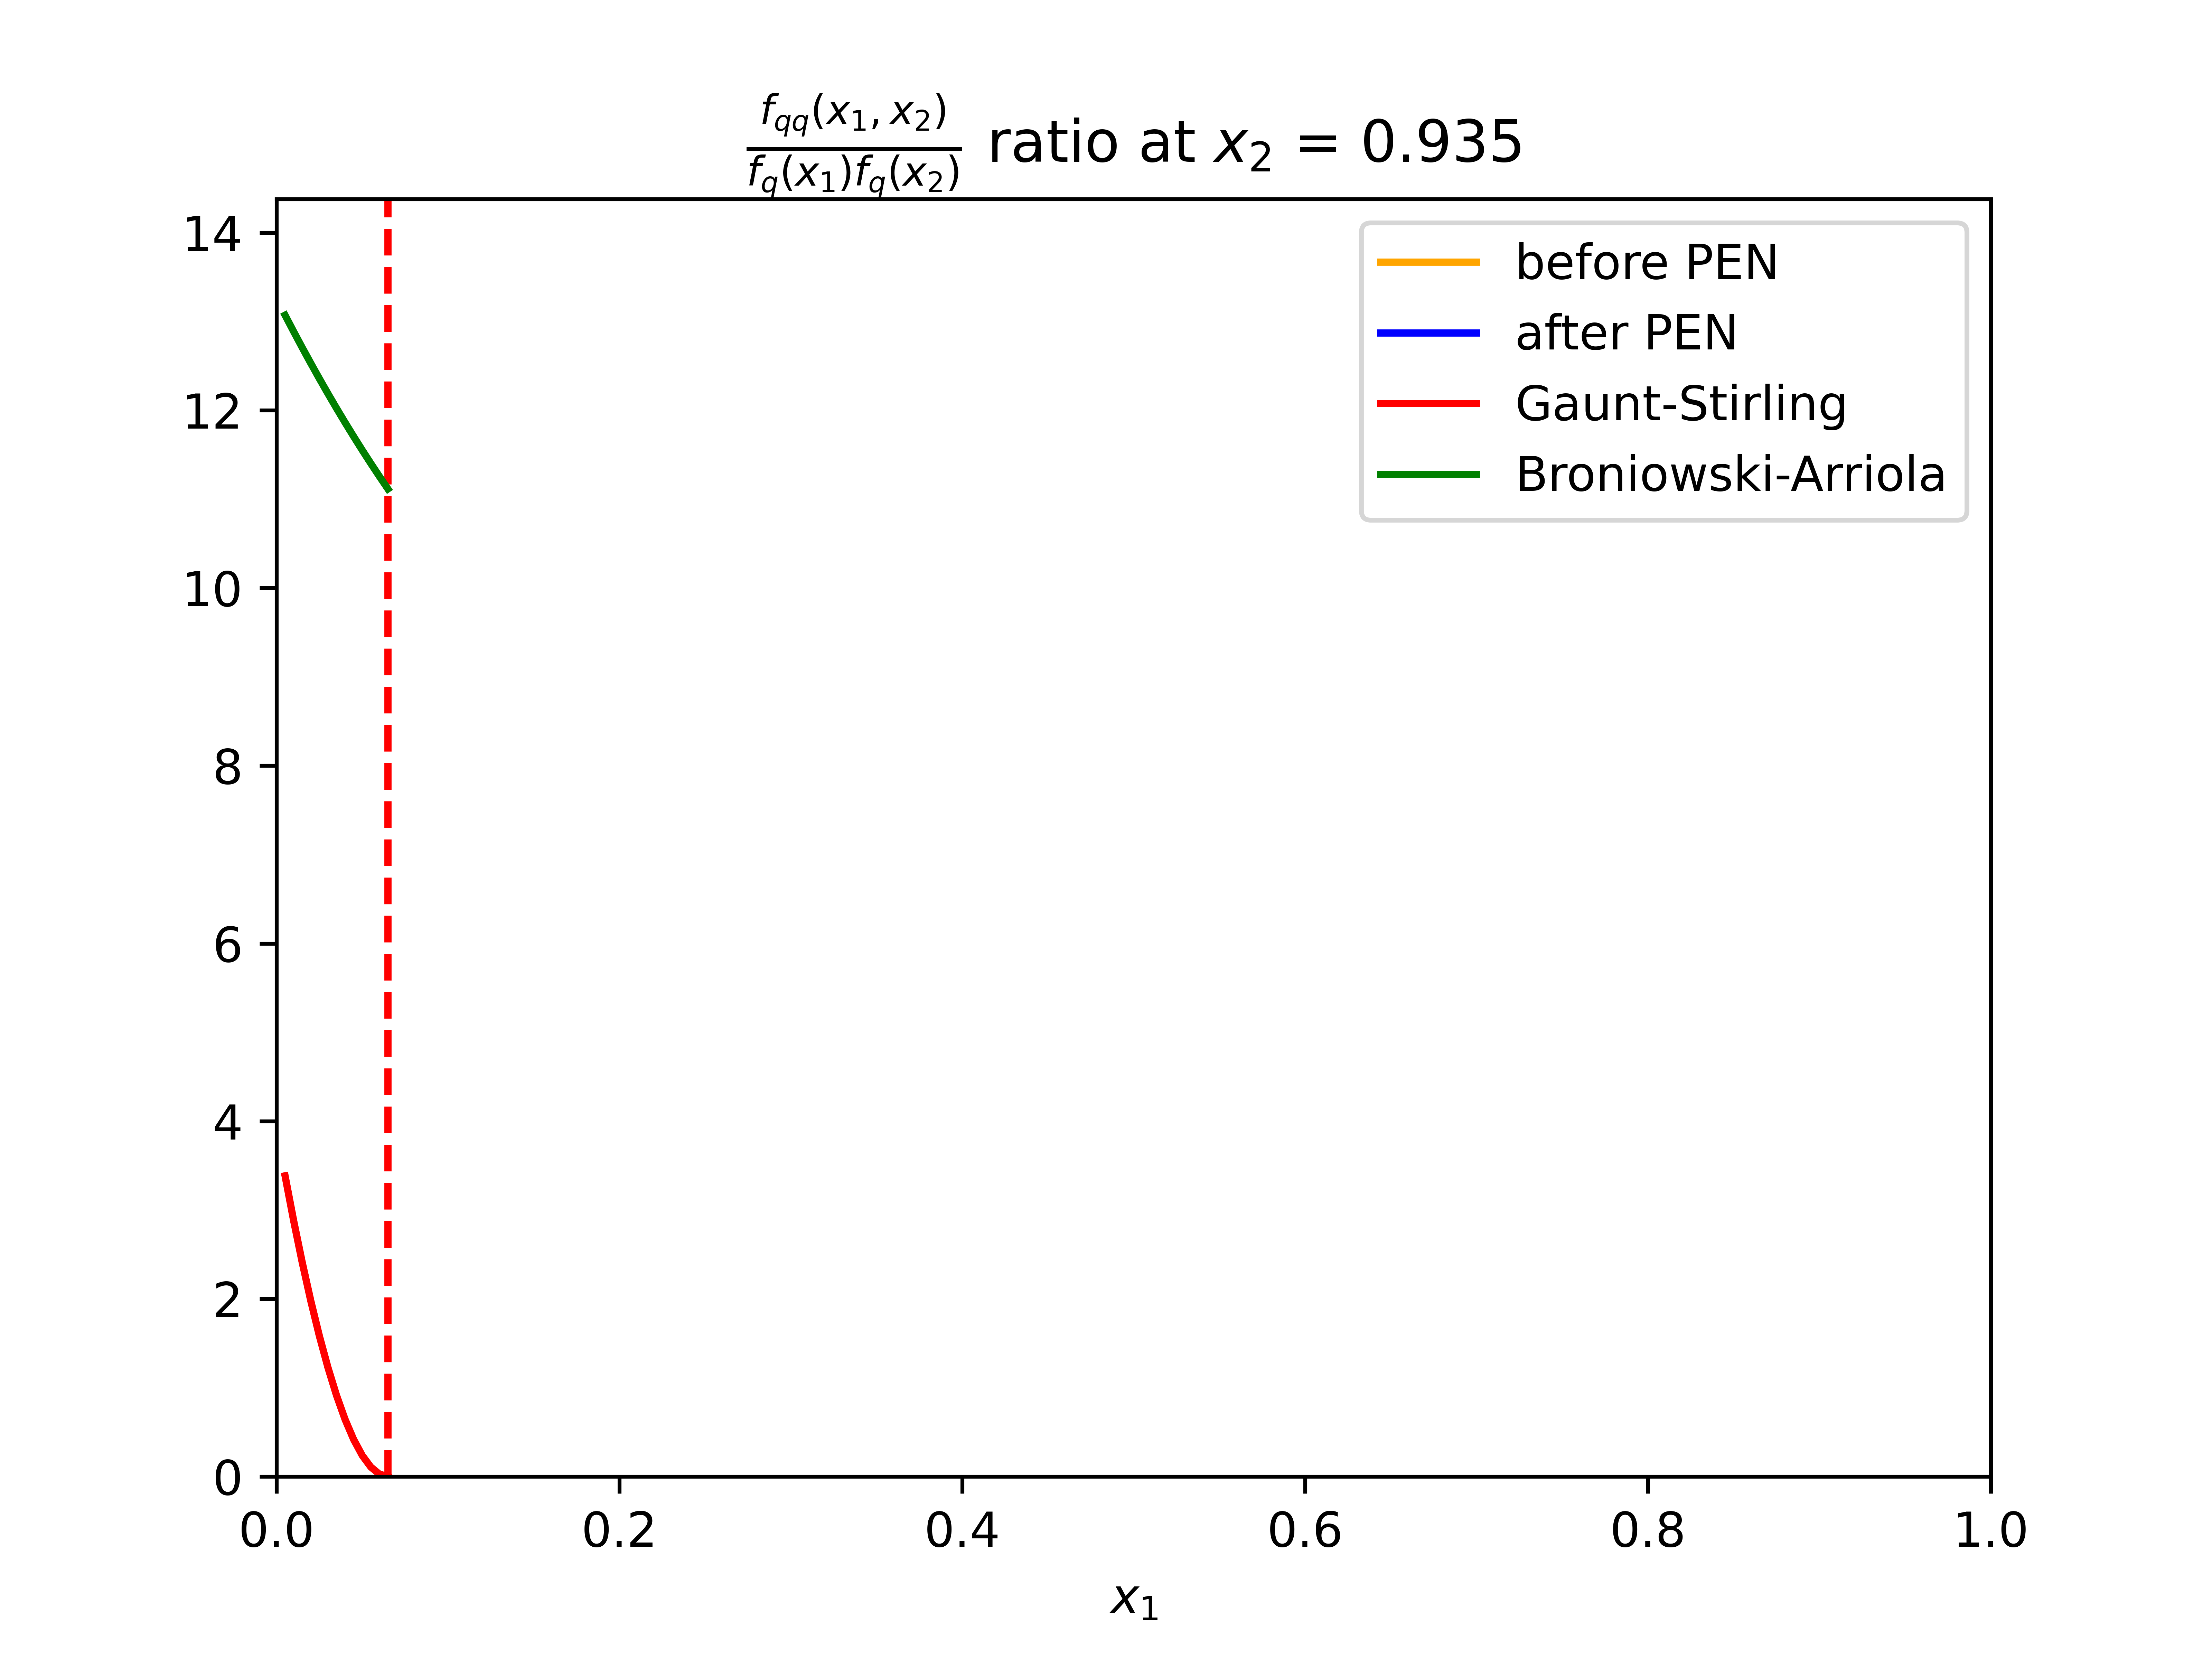 f_{qq}(x_1, x_2)
f_q(x_1)f_q(x_2)
ratio at x_2 = 0.935
14
12
10
8
6
4
2
0
0.0 0.2 0.4 0.6 0.8 1.0
x_1
before PEN
after PEN
Gaunt-Stirling
Broniowski-Arriola